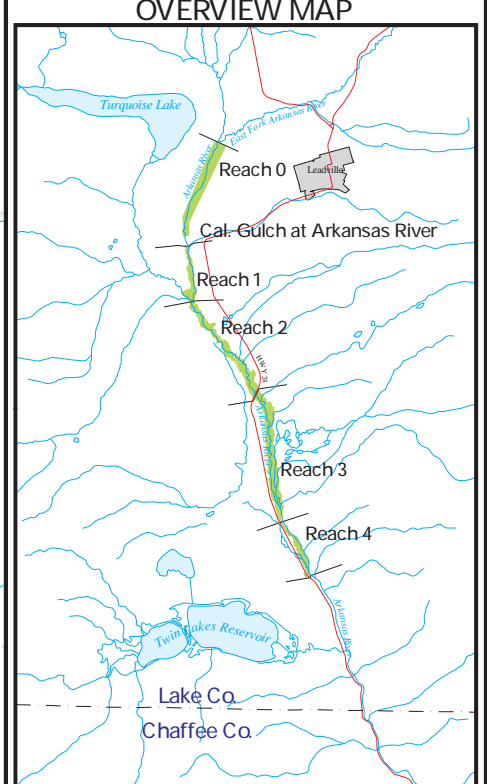 OVERVIEW MAP
Turquoise Lake
East Fork Arkansas River
Arkansas River
Reach 0
Leadville
Cal. Gulch at Arkansas River
Reach 1
Reach 2
HWY 24
Arkansas River
Reach 3
Reach 4
Arkansas River
Twin Lakes Reservoir
Lake Co.
Chaffee Co.